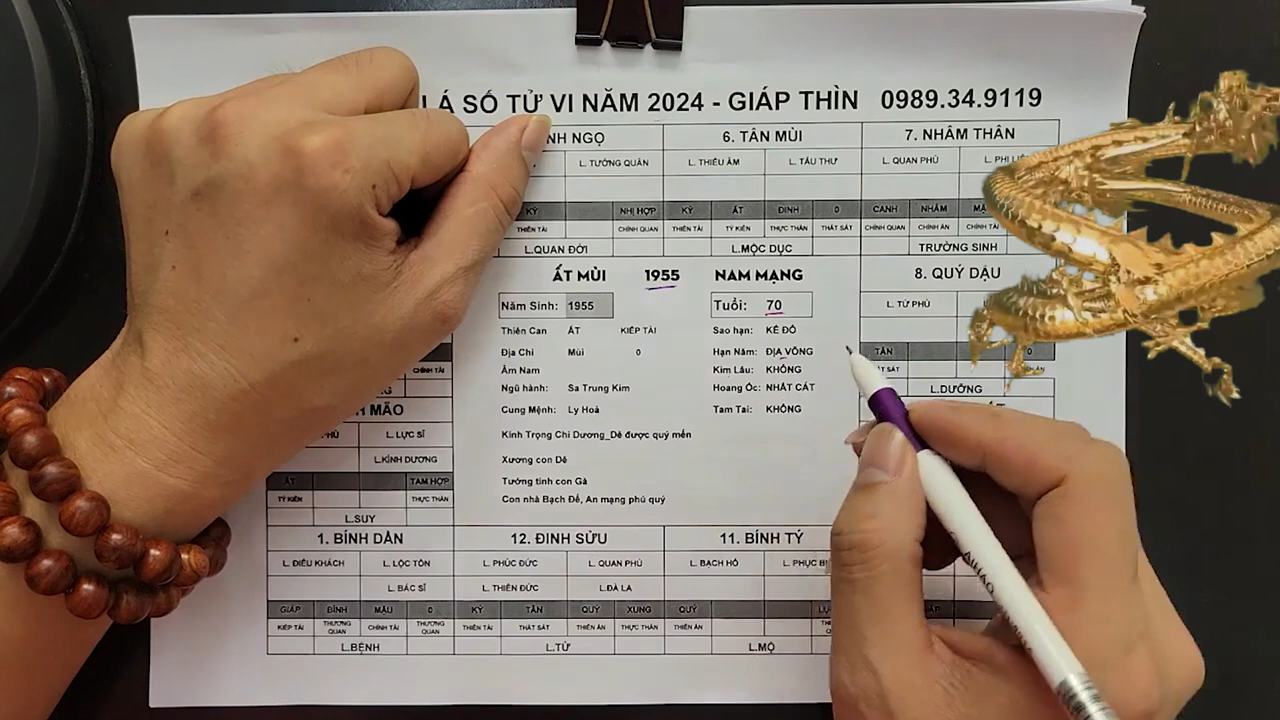 LÁ SỐ TỬ VI NĂM 2024 - GIÁP THÌN 0989.34.9119
NH NGỌ 6. TÂN MÙI 7. NHÂM THÂN
L. TƯỚNG QUÂN L. THIẾU ÂM L. TẤU THƯ L. QUAN PHỦ
KỶ NHỊ HỢP KỶ ẤT ĐINH 0 CANH NHÂM
THIÊN TÀI CHÍNH QUAN THIÊN TÀI TỶ KIÊN THỰC THẦN THẤT SÁT CHÍNH QUAN CHÍNH ẤN CHÍNH TÀI
L.QUAN ĐỚI L.MỘC DỤC TRƯỜNG SINH
ẤT MÙI 1955 NAM MẠNG 8. QUÝ DẬU
Năm Sinh: 1955 Tuổi: 70 L. TỬ PHÙ
Thiên Can ẤT KIẾP TÀI Sao hạn: KẾ ĐÔ
Địa Chi Mùi 0 Hạn Năm: ĐỊA VÕNG TÂN 0
Âm Nam Kim Lâu: KHÔNG
CHÍNH TÀI
Ngũ hành: Sa Trung Kim Hoang Ốc: NHẤT CÁT L.DƯỠNG
Cung Mệnh: Ly Hoả Tam Tai: KHÔNG
MÃO
L. LỰC SĨ Kính Trọng Chi Dương_Dê được quý mến
L.KÌNH DƯƠNG Xương con Dê
ẤT TAM HỢP Tướng tinh con Gà
TỶ KIÊN THỰC THẦN Con nhà Bạch Đế, An mạng phú quý
L.SUY
1. BÍNH DẦN 12. ĐINH SỬU 11. BÍNH TÝ
L. ĐIẾU KHÁCH L. LỘC TỒN L. PHÚC ĐỨC L. QUAN PHỦ L. BẠCH HỔ L. PHỤC BI
L. BÁC SĨ L. THIÊN ĐỨC L.ĐÀ LA
GIÁP BÍNH MẬU 0 KỶ TÂN QUÝ XUNG QUÝ
KIẾP TÀI THƯƠNG QUAN CHÍNH TÀI THƯƠNG QUAN THIÊN TÀI THẤT SÁT THIÊN ẤN THỰC THẦN THIÊN ẤN
L.BỆNH L.TỬ L.MỘ